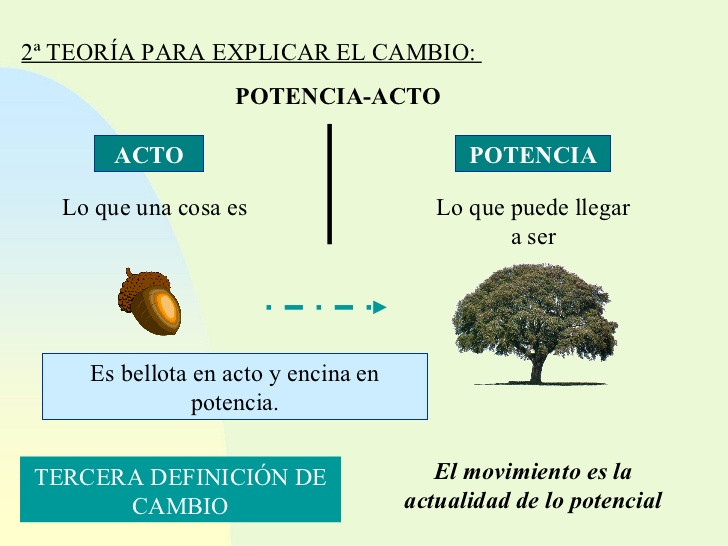 2ª TEORÍA PARA EXPLICAR EL CAMBIO:
POTENCIA-ACTO
ACTO
POTENCIA
Lo que una cosa es
Lo que puede llegar
a ser
Es bellota en acto y encina en
potencia.
TERCERA DEFINICIÓN DE
CAMBIO
El movimiento es la
actualidad de lo potencial